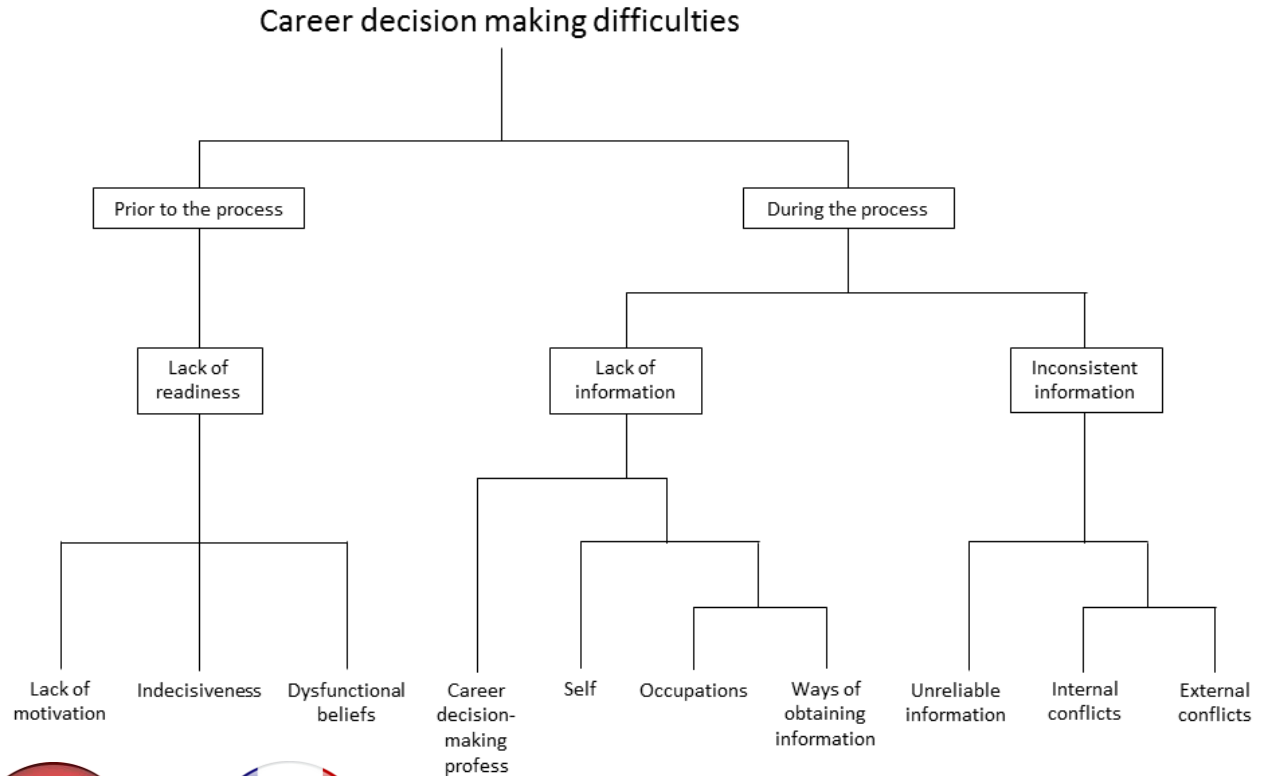 Career decision making difficulties
Prior to the process
During the process
Lack of
readiness
Lack of
information
Inconsistent
information
Lack of
motivation
Indecisiveness
Dysfunctional
beliefs
Career
decision-
making
profess
Self
Occupations
Ways of
obtaining
information
Unreliable
information
Internal
conflicts
External
conflicts